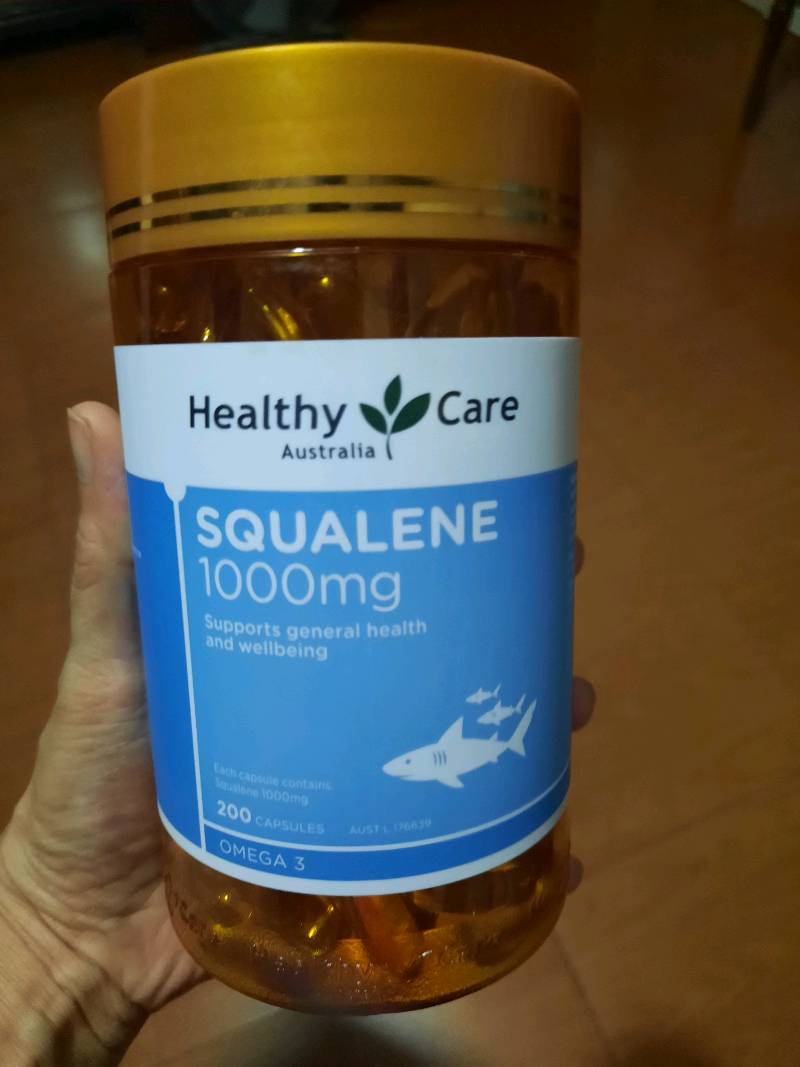 Healthy Care
Australia
SQUALENE
1000mg
Supports general health
and wellbeing
Each capsule contains:
Squalene 1000mg
200 CAPSULES AUST L 176639
OMEGA 3